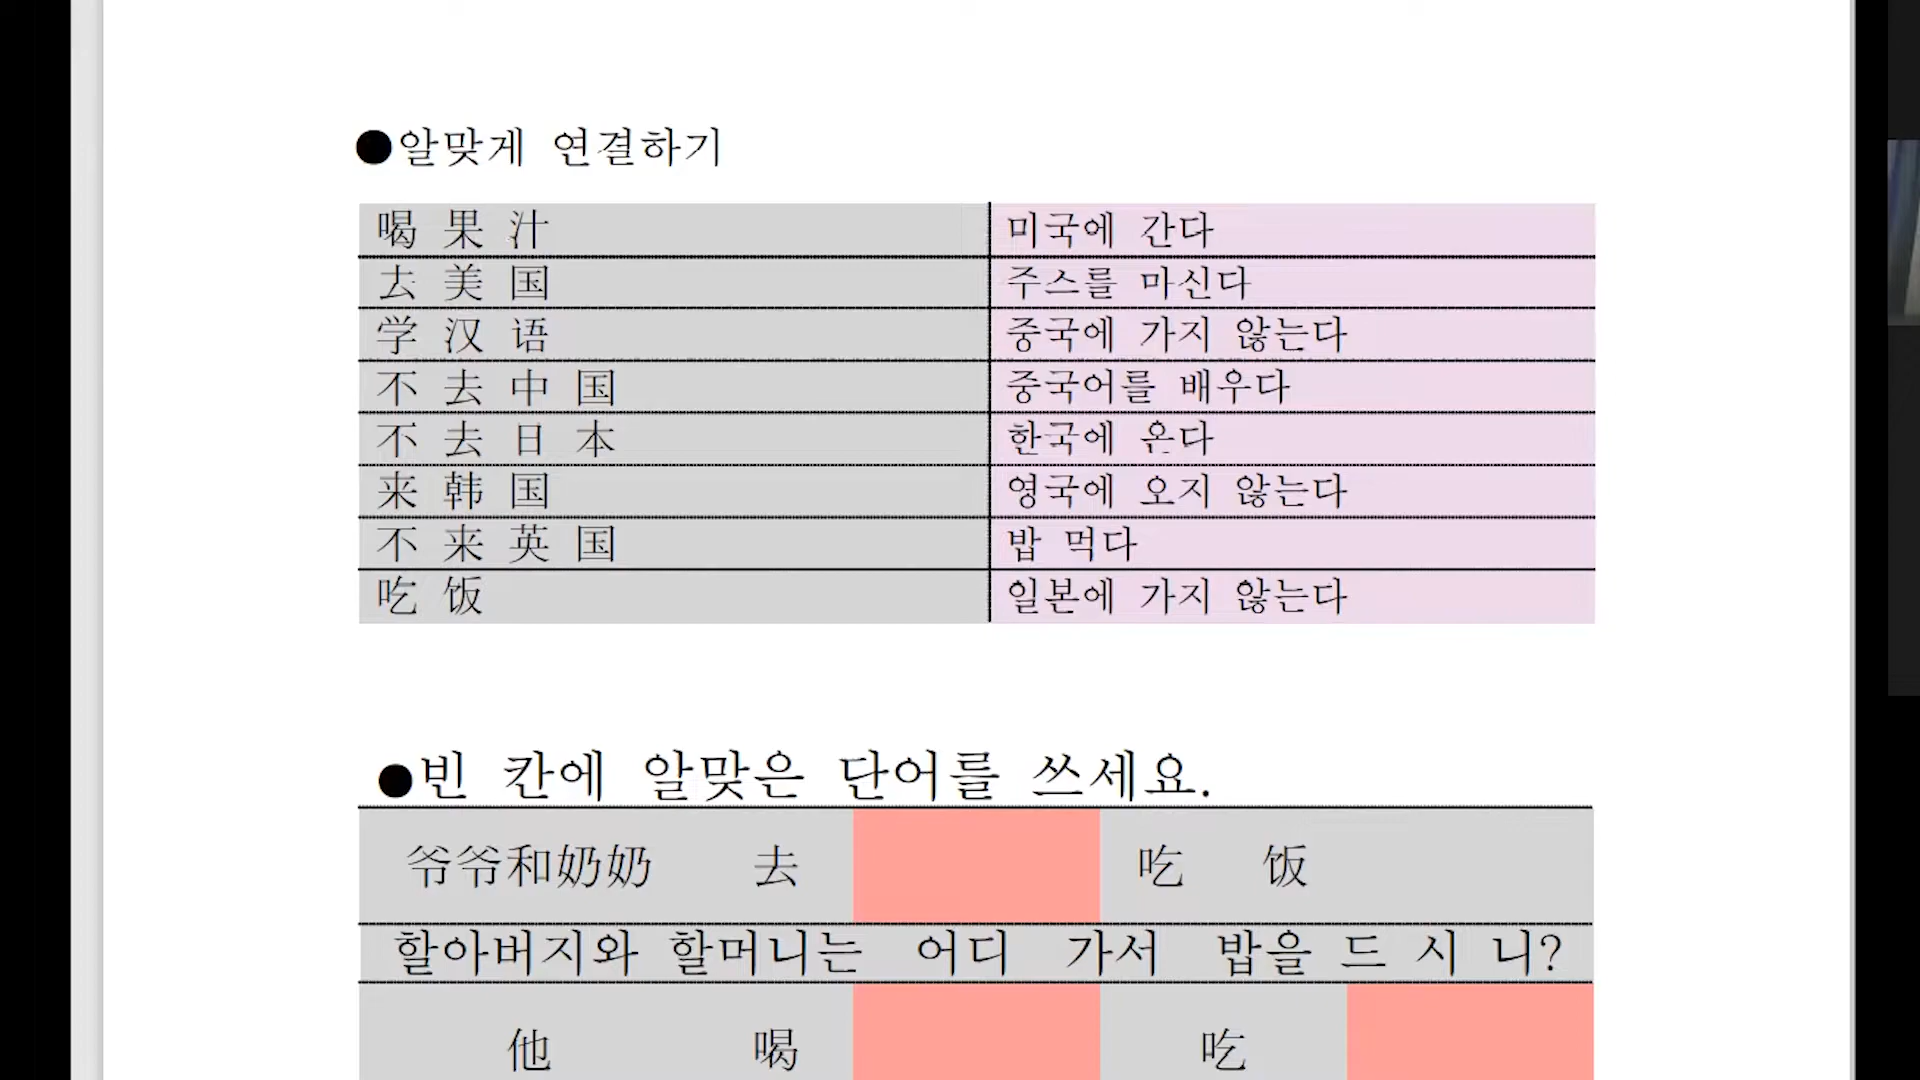 ●알맞게 연결하기
喝 果 汁 미국에 간다
去 美 国 주스를 마신다
学 汉 语 중국에 가지 않는다
不 去 中 国 중국어를 배우다
不 去 日 本 한국에 온다
来 韩 国 영국에 오지 않는다
不 来 英 国 밥 먹다
吃 饭 일본에 가지 않는다
●빈 칸에 알맞은 단어를 쓰세요.
爷爷和奶奶 去 吃 饭
할아버지와 할머니는 어디 가서 밥을 드 시 니?
他 喝 吃